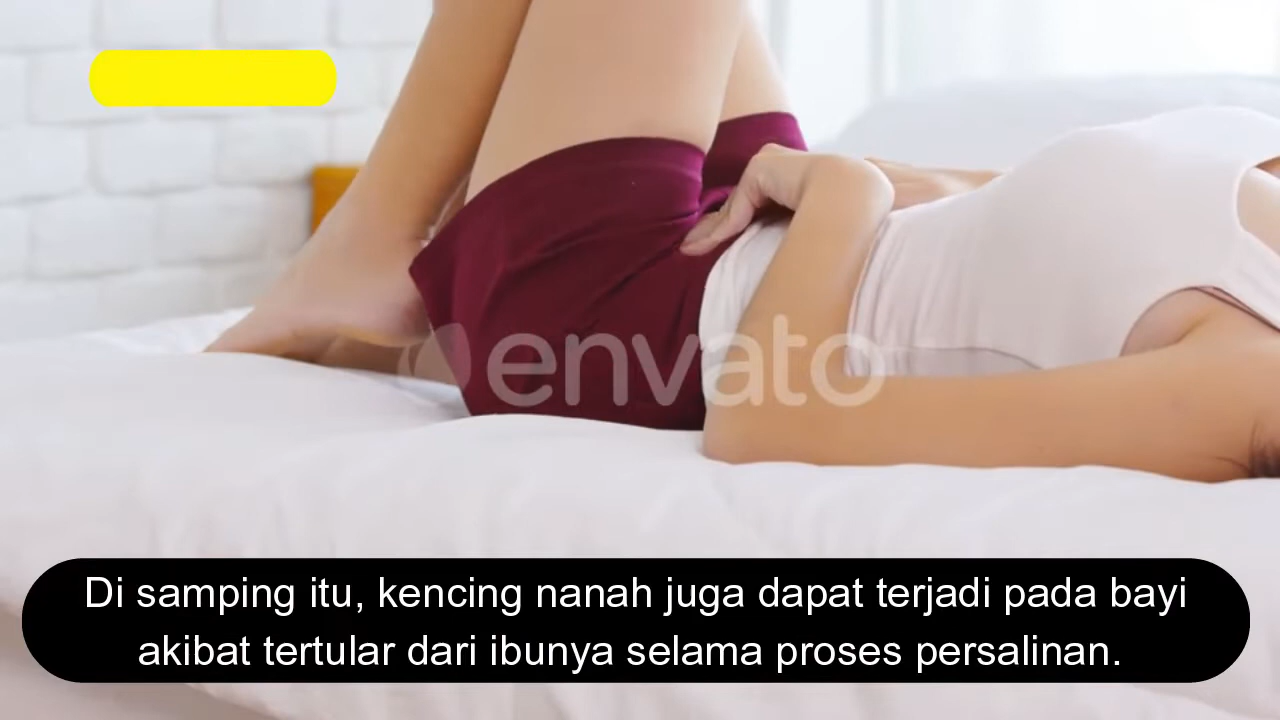 envato
Di samping itu, kencing nanah juga dapat terjadi pada bayi
akibat tertular dari ibunya selama proses persalinan.